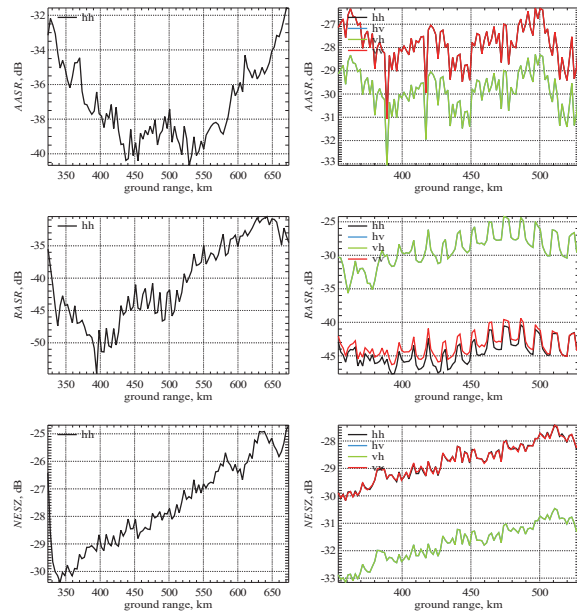 AASR, dB
-32
-34
-36
-38
-40
hh
350 400 450 500 550 600 650
ground range, km
AASR, dB
-27
-28
-29
-30
-31
-32
-33
hh
hv
vh
vv
400 500
ground range, km
RASR, dB
-35
-40
-45
-50
hh
350 400 450 500 550 600 650
ground range, km
RASR, dB
-25
-30
-35
-40
-45
hh
hv
vh
vv
400 500
ground range, km
NESZ, dB
-25
-26
-27
-28
-29
-30
hh
350 400 450 500 550 600 650
ground range, km
NESZ, dB
-28
-29
-30
-31
-32
-33
hh
hv
vh
vv
400 500
ground range, km